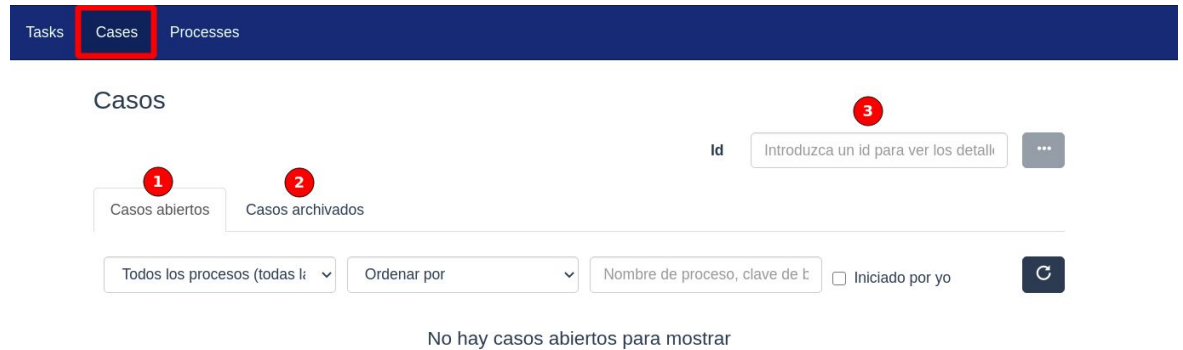 Tasks Cases Processes
Casos
3
Id Introduzca un id para ver los detalle ...
1 2
Casos abiertos Casos archivados
Todos los procesos (todas la Ordenar por Nombre de proceso, clave de b Iniciado por yo
No hay casos abiertos para mostrar